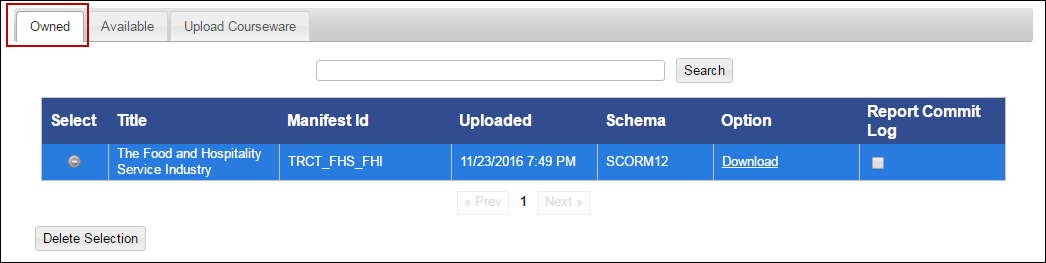 Owned Available Upload Courseware
Search
Select Title Manifest Id Uploaded Schema Option Report Commit
Log
The Food and Hospitality
Service Industry TRCT_FHS_FHI 11/23/2016 7:49 PM SCORM12 Download
« Prev 1 Next »
Delete Selection